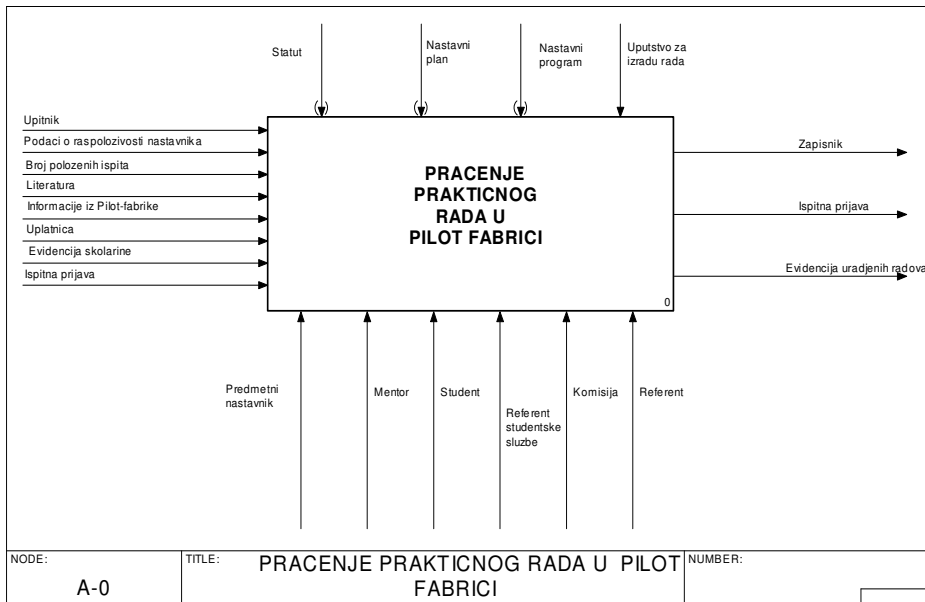 Statut
Nastavni
plan
Nastavni
program
Uputstvo za
izradu rada
Upitnik
Podaci o raspolozivosti nastavnika
Broj polozenih ispita
Literatura
Informacije iz Pilot-fabrike
Uplatnica
Evidencija skolarine
Ispitna prijava
PRACENJE
PRAKTICNOG
RADA U
PILOT FABRICI
0
Zapisnik
Ispitna prijava
Evidencija uradjenih radova
Predmetni
nastavnik
Mentor
Student
Referent
studentske
sluzbe
Komisija
Referent
NODE:
A-0
TITLE:
PRACENJE PRAKTICNOG RADA U PILOT
FABRICI
NUMBER: